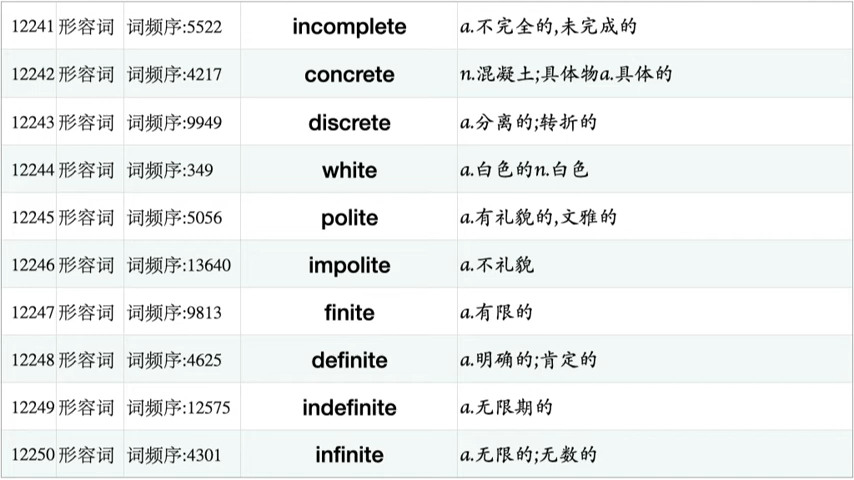 12241 形容词 词频序:5522 incomplete a.不完全的,未完成的
12242 形容词 词频序:4217 concrete n.混凝土;具体物a.具体的
12243 形容词 词频序:9949 discrete a.分离的;转折的
12244 形容词 词频序:349 white a.白色的n.白色
12245 形容词 词频序:5056 polite a.有礼貌的,文雅的
12246 形容词 词频序:13640 impolite a.不礼貌
12247 形容词 词频序:9813 finite a.有限的
12248 形容词 词频序:4625 definite a.明确的;肯定的
12249 形容词 词频序:12575 indefinite a.无限期的
12250 形容词 词频序:4301 infinite a.无限的;无数的